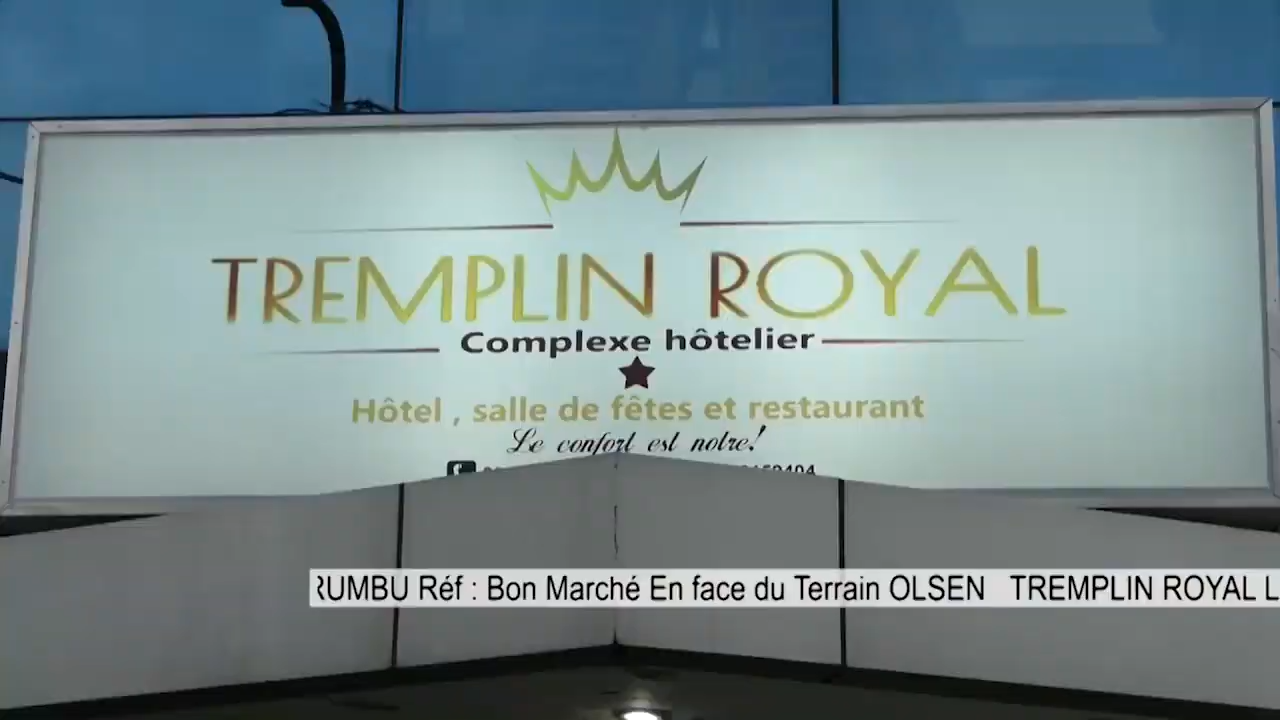 TREMPLIN ROYAL
Complexe hôtelier
Hôtel , salle de fêtes et restaurant
Le confort est notre!
RUMBU Réf : Bon Marché En face du Terrain OLSEN TREMPLIN ROYAL L